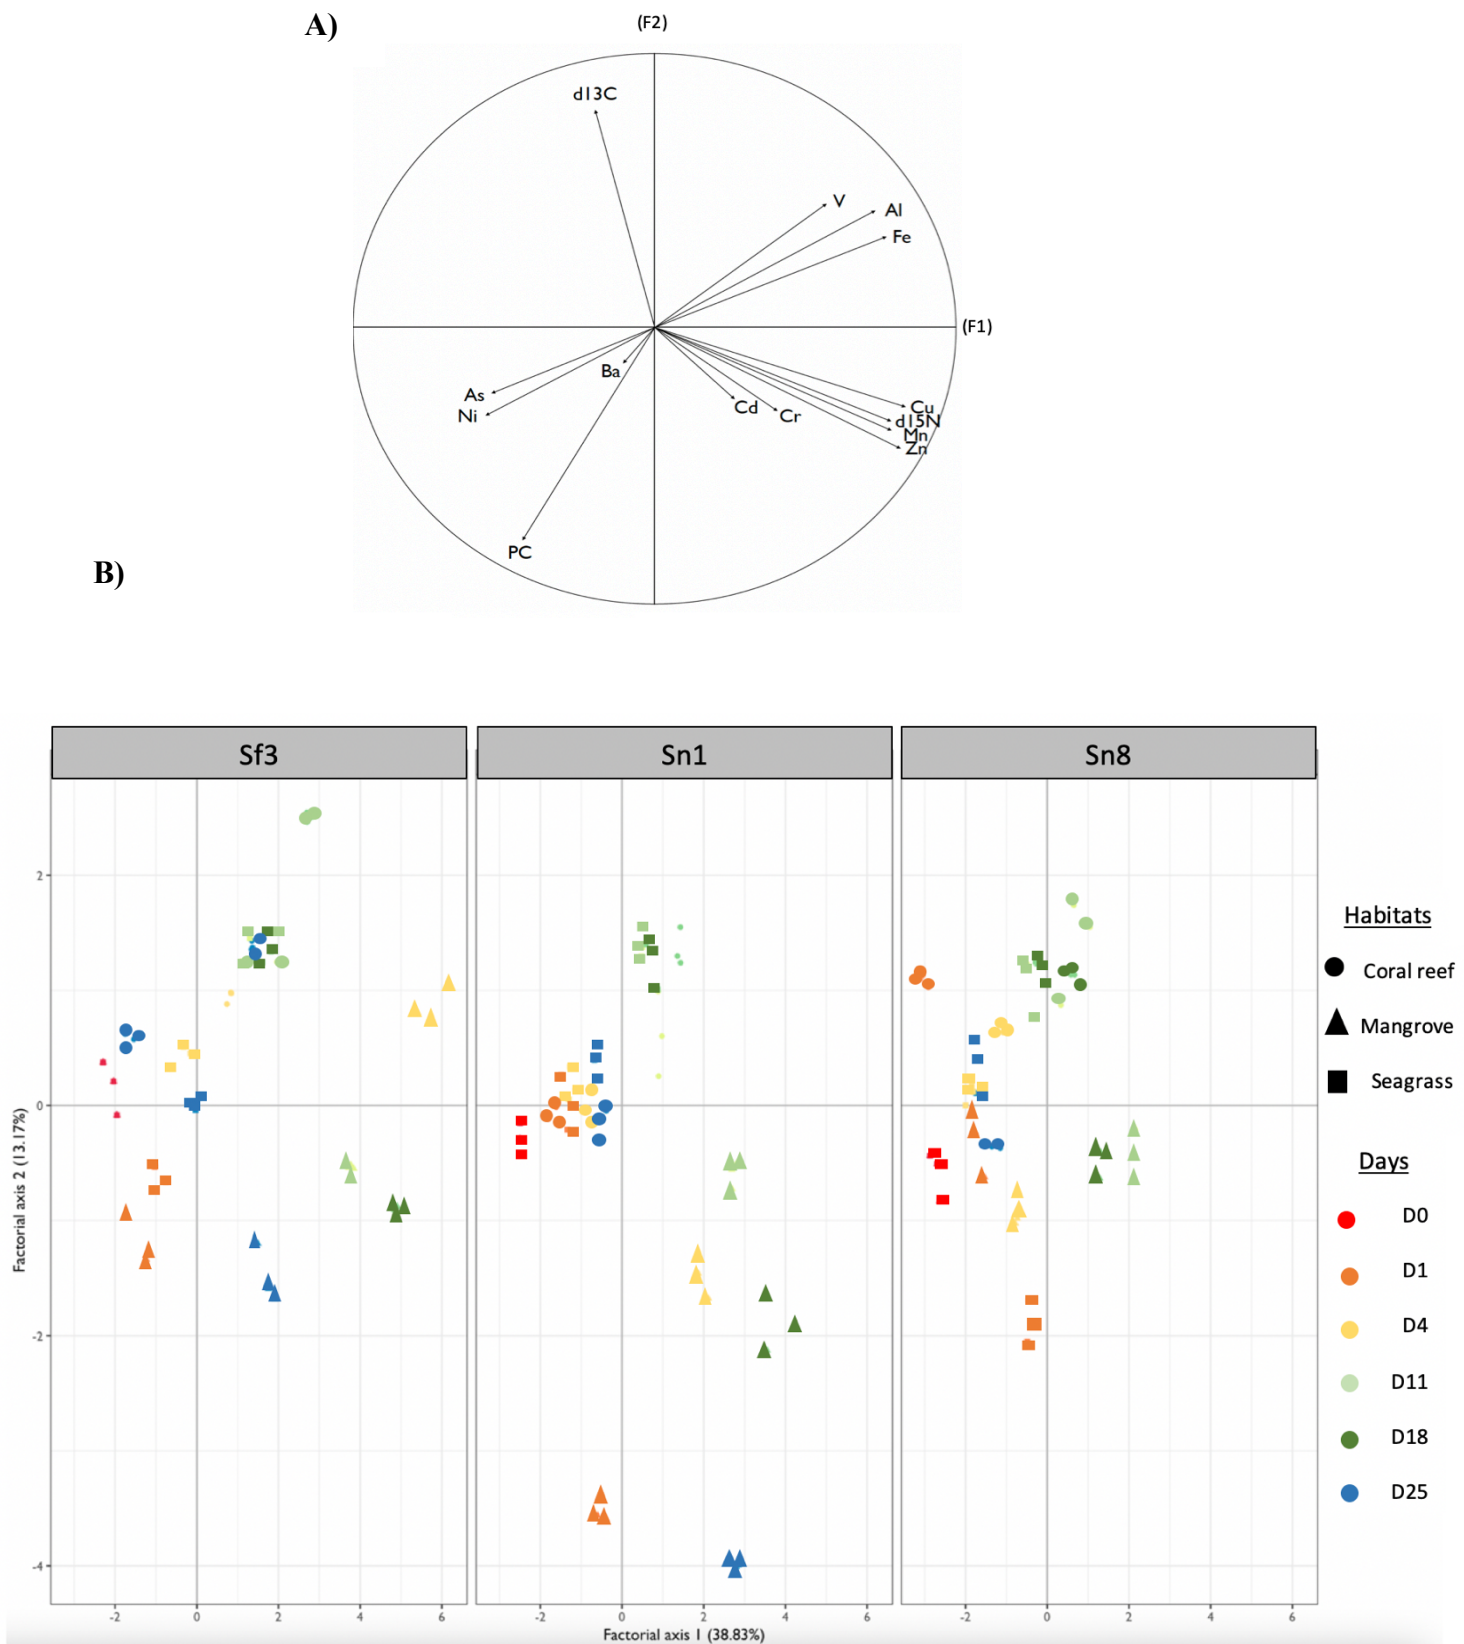 A)
(F2)
d13C
V
Al
Fe
(F1)
Ba
As
Ni
Cd
Cr
Cu
d15N
Mn
Zn
PC
B)
Sf3
Sn1
Sn8
2
0
-2
-4
Factorial axis 2 (13.17%)
-2 0 2 4 6
-2 0 2 4 6
-2 0 2 4 6
Factorial axis 1 (38.83%)
Habitats
Coral reef
Mangrove
Seagrass
Days
D0
D1
D4
D11
D18
D25